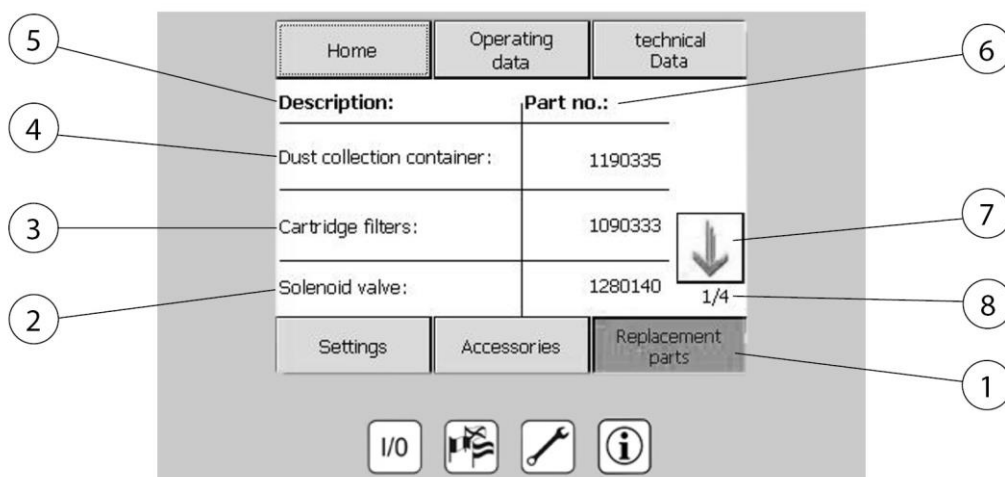 5
Home
Operating
data
technical
Data
6
Description:
Part no.:
4
Dust collection container:
1190335
3
Cartridge filters:
1090333
7
2
Solenoid valve:
1280140
1/4
8
Settings
Accessories
Replacement
parts
1
I/0
i